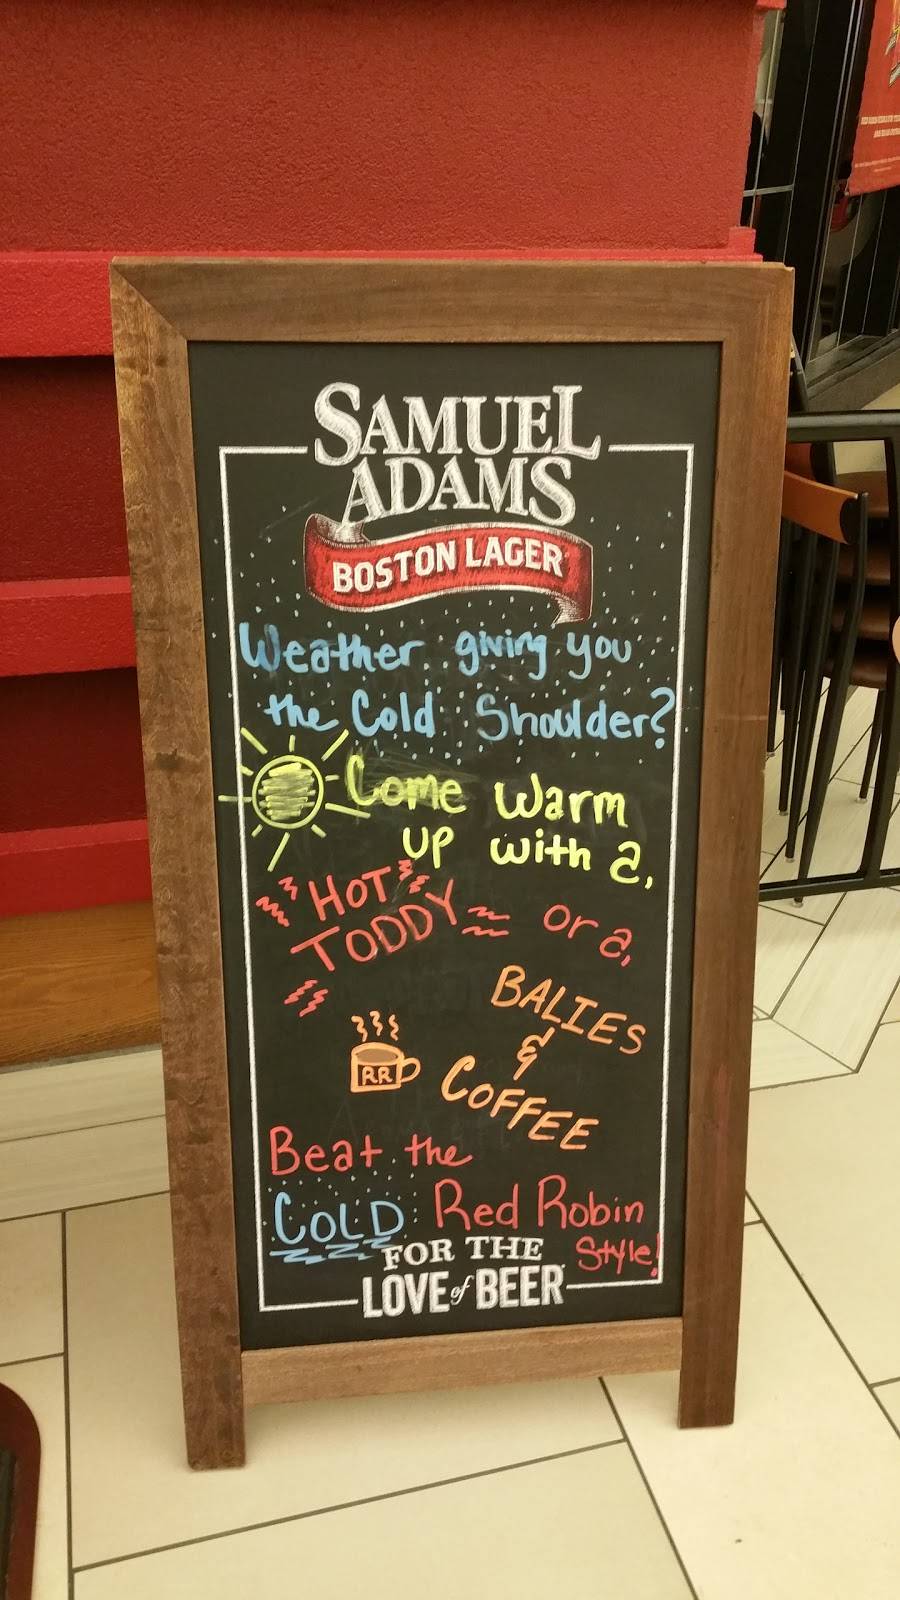 SAMUEL
ADAMS
BOSTON LAGER
Weather giving you
the Cold Shoulder?
Come warm
up with a,
HOT
TODDY or a,
BALIES
&
COFFEE
RR
Beat the
COLD Red Robin
Style!
FOR THE
LOVE of BEER